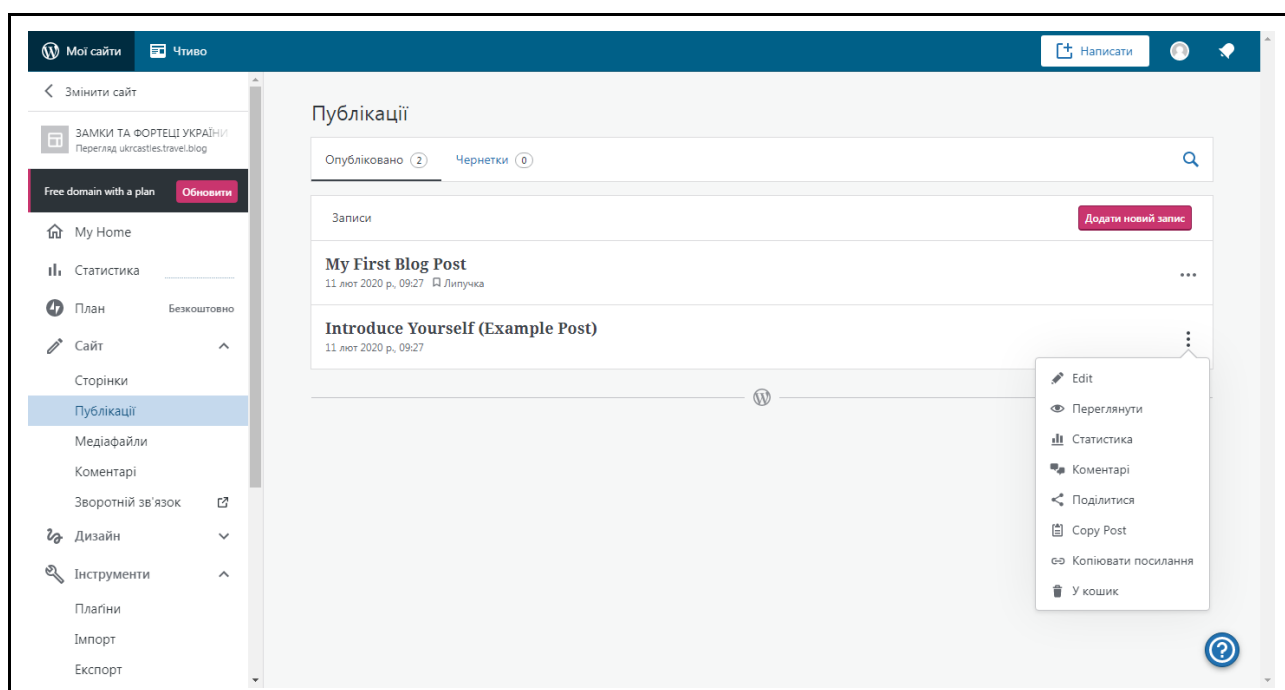 Мої сайти
Чтиво
Написати
Змінити сайт
ЗАМКИ ТА ФОРТЕЦІ УКРАЇНИ
Перегляд ukrcastles.travel.blog
Free domain with a plan
Обновити
My Home
Статистика
План
Безкоштовно
Сайт
Сторінки
Публікації
Медіафайли
Коментарі
Зворотній зв'язок
Дизайн
Інструменти
Плаґіни
Імпорт
Експорт
Публікації
Опубліковано 2
Чернетки 0
Записи
Додати новий запис
My First Blog Post
11 лют 2020 р., 09:27 Липучка
Introduce Yourself (Example Post)
11 лют 2020 р., 09:27
Edit
Переглянути
Статистика
Коментарі
Поділитися
Copy Post
Копіювати посилання
У кошик